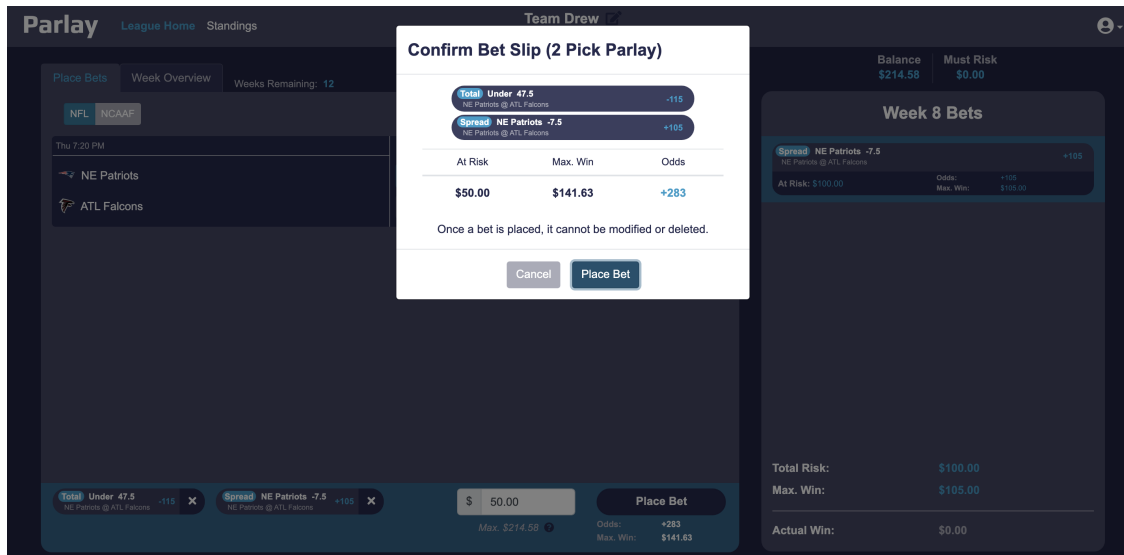 Parlay League Home Standings
Team Drew
Confirm Bet Slip (2 Pick Parlay)
Total Under 47.5
NE Patriots @ ATL Falcons
-115
Spread NE Patriots -7.5
NE Patriots @ ATL Falcons
+105
At Risk Max. Win Odds
$50.00 $141.63 +283
Once a bet is placed, it cannot be modified or deleted.
Cancel Place Bet
Place Bets Week Overview Weeks Remaining: 12
NFL NCAAF
Thu 7:20 PM
NE Patriots
ATL Falcons
Total Under 47.5
NE Patriots @ ATL Falcons
-115
Spread NE Patriots -7.5
NE Patriots @ ATL Falcons
+105
$ 50.00
Max. $214.58
Place Bet
Odds: +283
Max. Win: $141.63
Balance Must Risk
$214.58 $0.00
Week 8 Bets
Spread NE Patriots -7.5
NE Patriots @ ATL Falcons
+105
At Risk: $100.00
Odds: +105
Max. Win: $105.00
Total Risk: $100.00
Max. Win: $105.00
Actual Win: $0.00